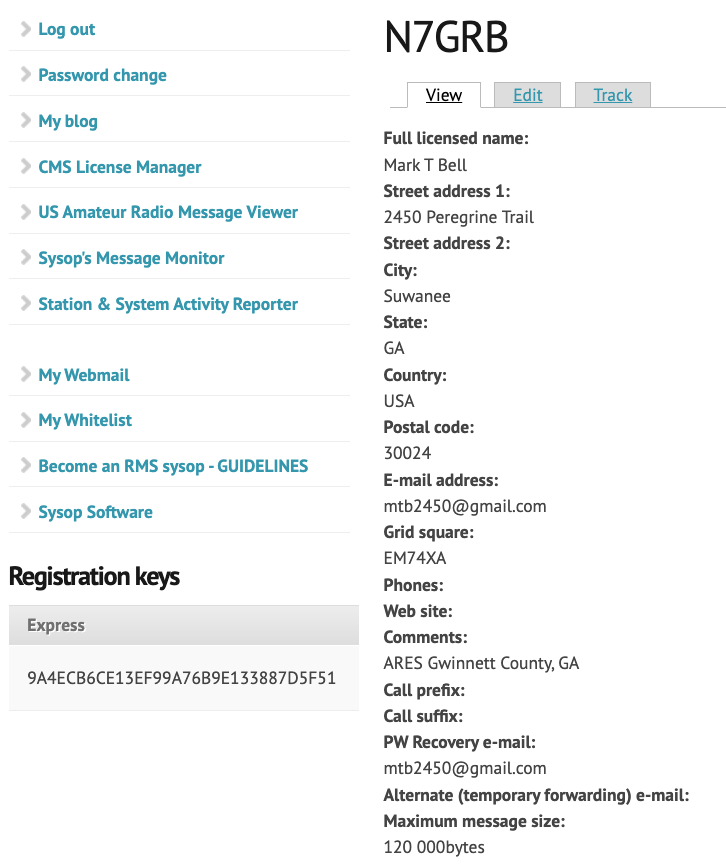 Log out
Password change
My blog
CMS License Manager
US Amateur Radio Message Viewer
Sysop's Message Monitor
Station & System Activity Reporter
My Webmail
My Whitelist
Become an RMS sysop - GUIDELINES
Sysop Software
Registration keys
Express
9A4ECB6CE13EF99A76B9E133887D5F51
N7GRB
View Edit Track
Full licensed name:
Mark T Bell
Street address 1:
2450 Peregrine Trail
Street address 2:
City:
Suwanee
State:
GA
Country:
USA
Postal code:
30024
E-mail address:
mtb2450@gmail.com
Grid square:
EM74XA
Phones:
Web site:
Comments:
ARES Gwinnett County, GA
Call prefix:
Call suffix:
PW Recovery e-mail:
mtb2450@gmail.com
Alternate (temporary forwarding) e-mail:
Maximum message size:
120 000bytes